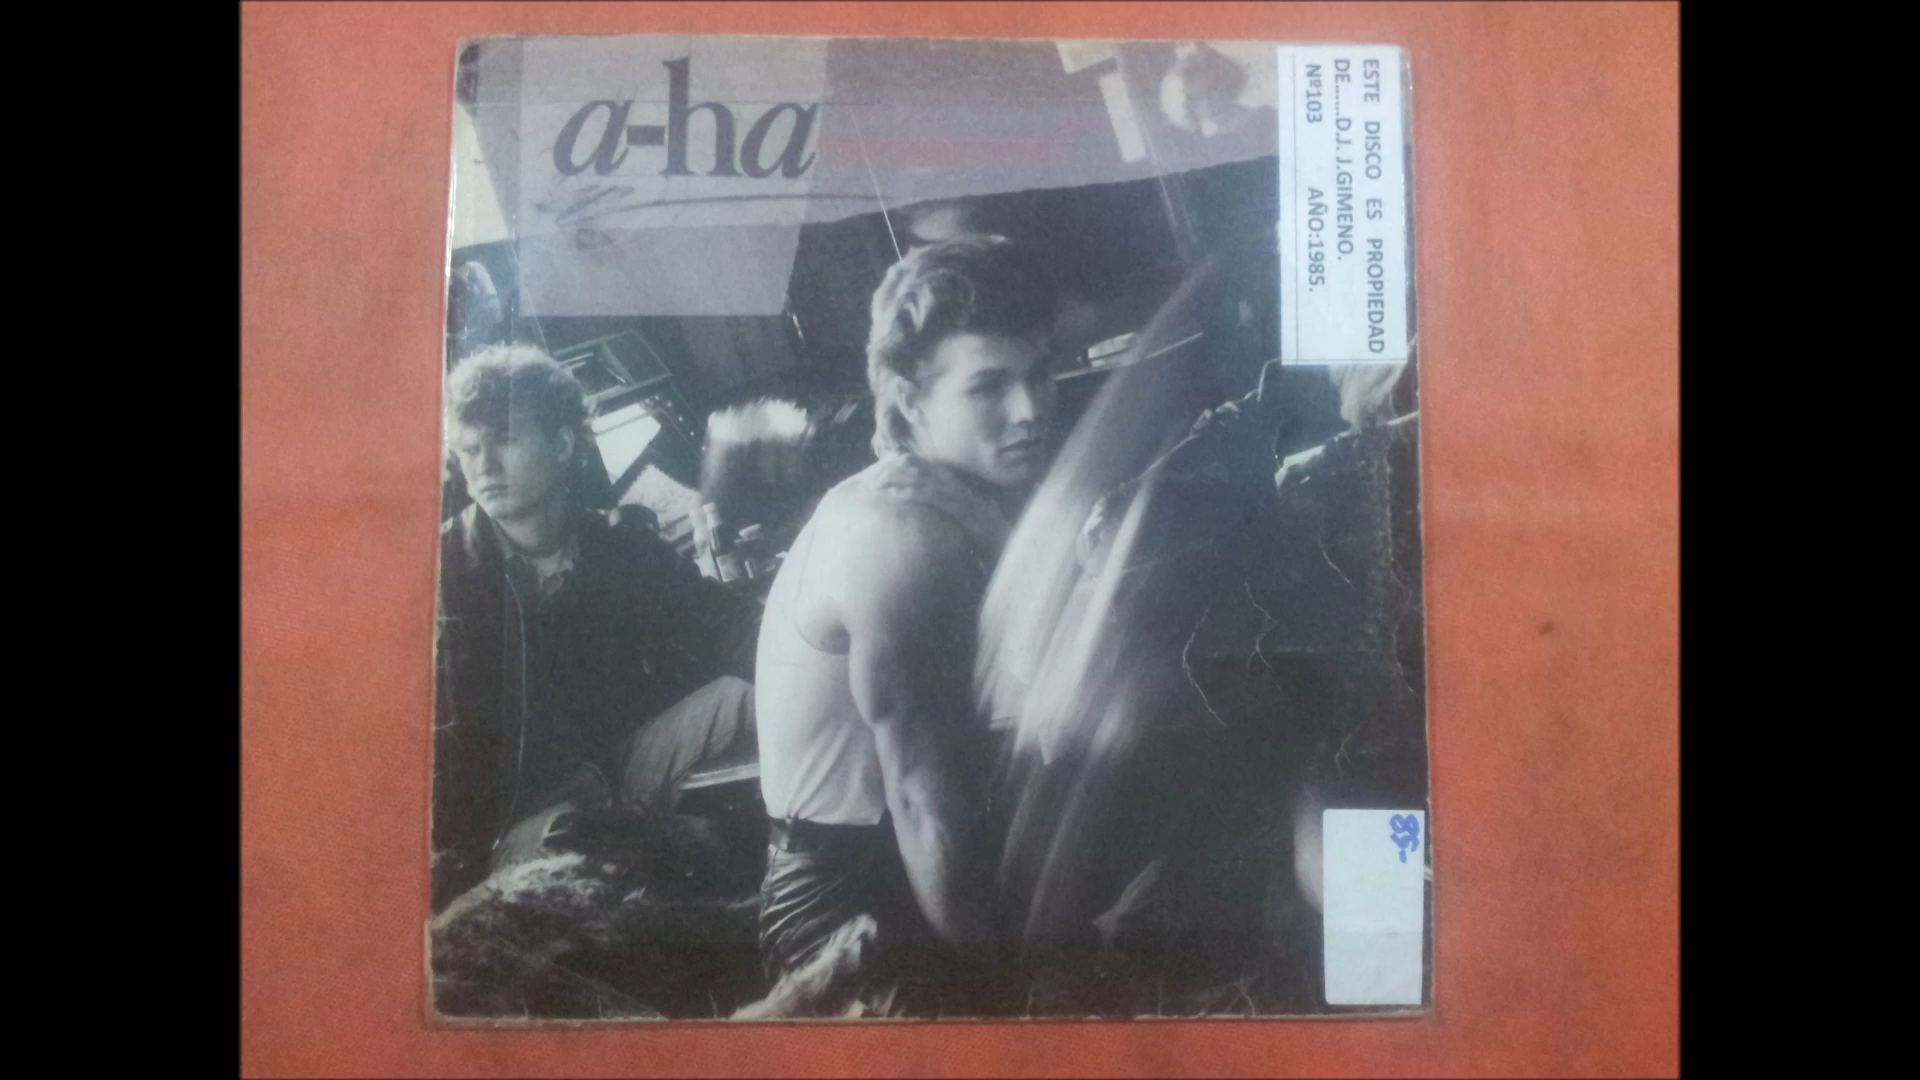 a-ha
ESTE DISCO ES PROPIEDAD
DE......D.J. J.GIMENO.
Nº103 AÑO:1985.
85-